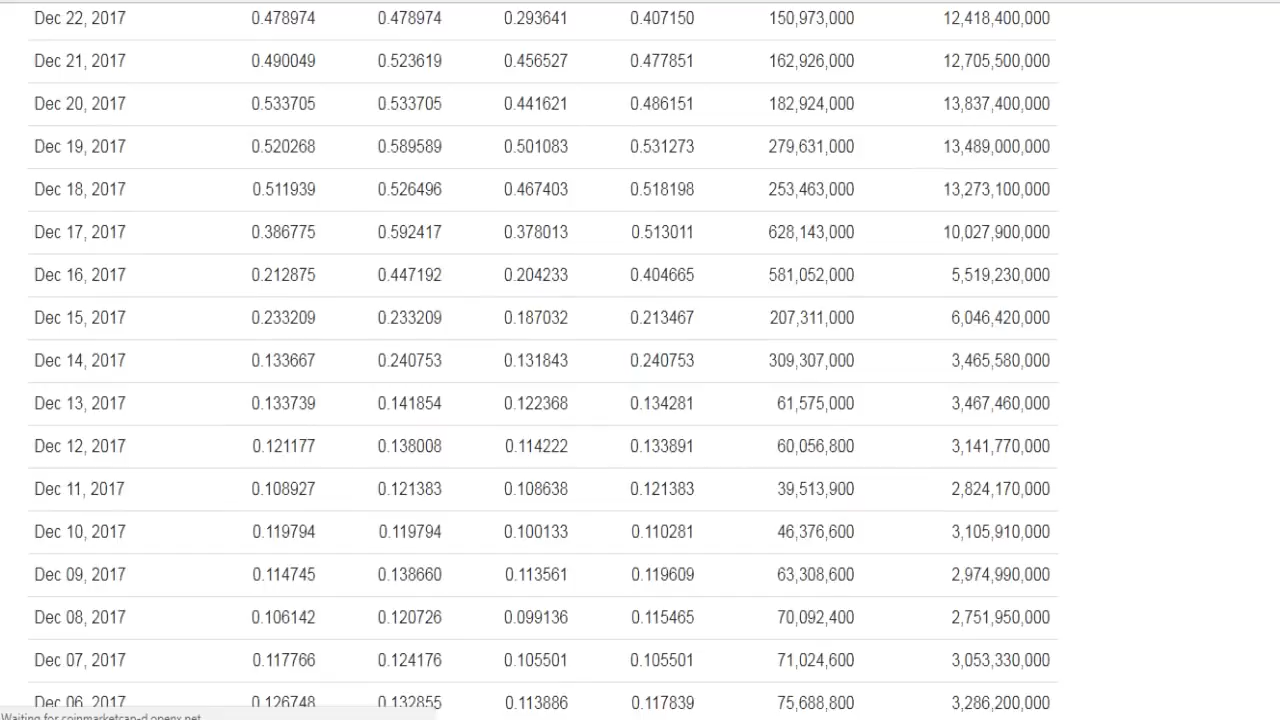 Dec 22, 2017 0.478974 0.478974 0.293641 0.407150 150,973,000 12,418,400,000
Dec 21, 2017 0.490049 0.523619 0.456527 0.477851 162,926,000 12,705,500,000
Dec 20, 2017 0.533705 0.533705 0.441621 0.486151 182,924,000 13,837,400,000
Dec 19, 2017 0.520268 0.589589 0.501083 0.531273 279,631,000 13,489,000,000
Dec 18, 2017 0.511939 0.526496 0.467403 0.518198 253,463,000 13,273,100,000
Dec 17, 2017 0.386775 0.592417 0.378013 0.513011 628,143,000 10,027,900,000
Dec 16, 2017 0.212875 0.447192 0.204233 0.404665 581,052,000 5,519,230,000
Dec 15, 2017 0.233209 0.233209 0.187032 0.213467 207,311,000 6,046,420,000
Dec 14, 2017 0.133667 0.240753 0.131843 0.240753 309,307,000 3,465,580,000
Dec 13, 2017 0.133739 0.141854 0.122368 0.134281 61,575,000 3,467,460,000
Dec 12, 2017 0.121177 0.138008 0.114222 0.133891 60,056,800 3,141,770,000
Dec 11, 2017 0.108927 0.121383 0.108638 0.121383 39,513,900 2,824,170,000
Dec 10, 2017 0.119794 0.119794 0.100133 0.110281 46,376,600 3,105,910,000
Dec 09, 2017 0.114745 0.138660 0.113561 0.119609 63,308,600 2,974,990,000
Dec 08, 2017 0.106142 0.120726 0.099136 0.115465 70,092,400 2,751,950,000
Dec 07, 2017 0.117766 0.124176 0.105501 0.105501 71,024,600 3,053,330,000
Dec 06, 2017 0.126748 0.132855 0.113886 0.117839 75,688,800 3,286,200,000
Waiting for coinmarketcap-d.openx.net